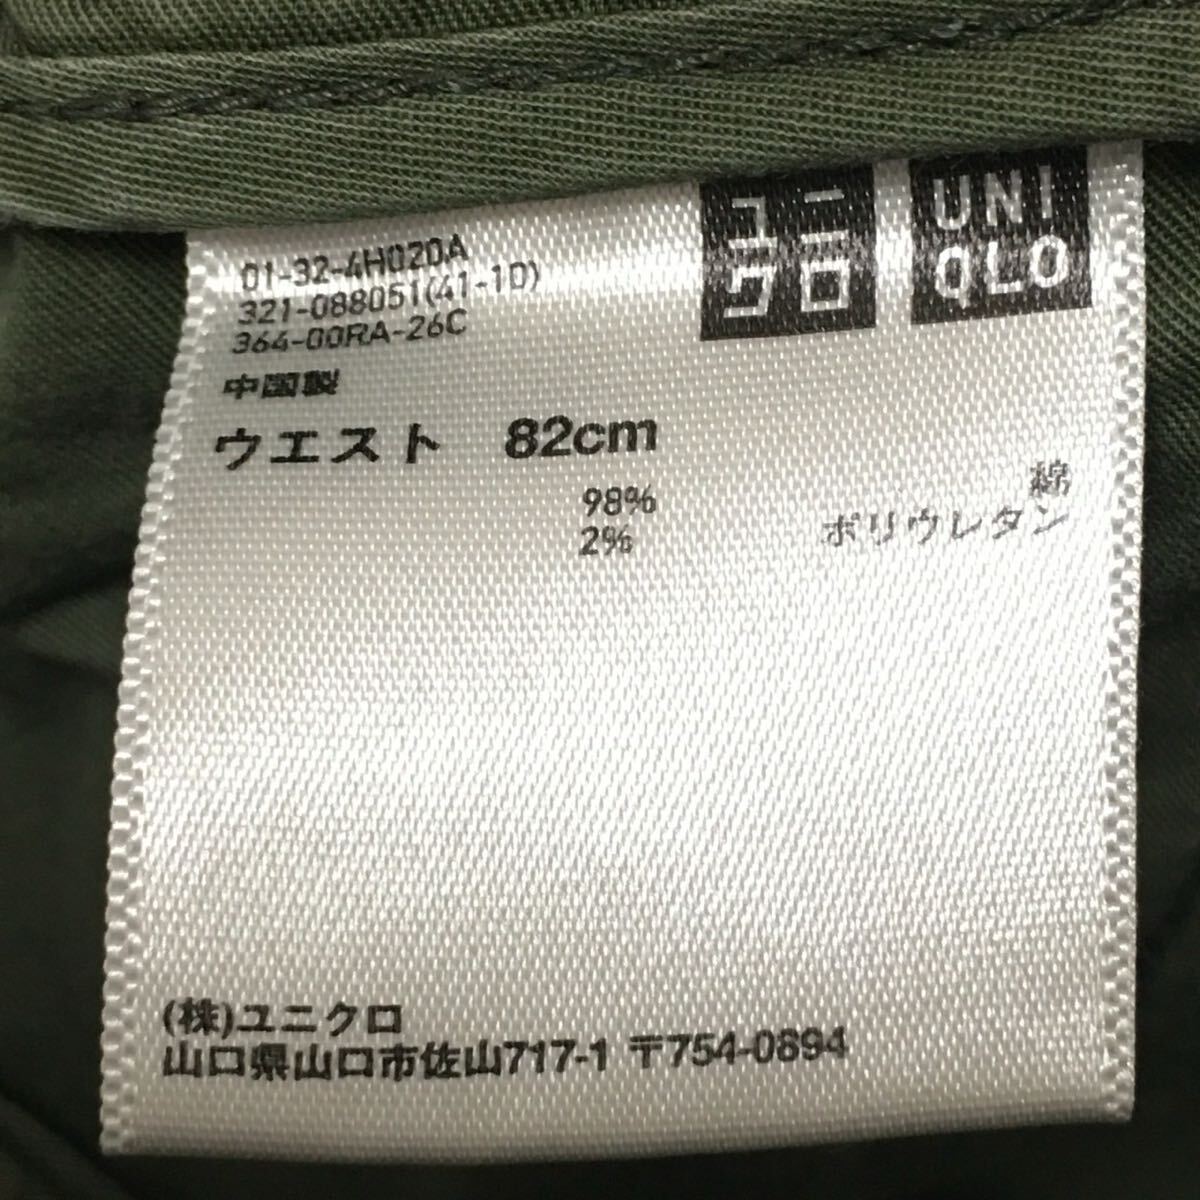 ユニ
クロ
UNI
QLO
01-32-4H020A
321-088051(41-10)
364-00RA-26C
中国製
ウエスト 82cm
98% 綿
2% ポリウレタン
(株)ユニクロ
山口県山口市佐山717-1 〒754-0894